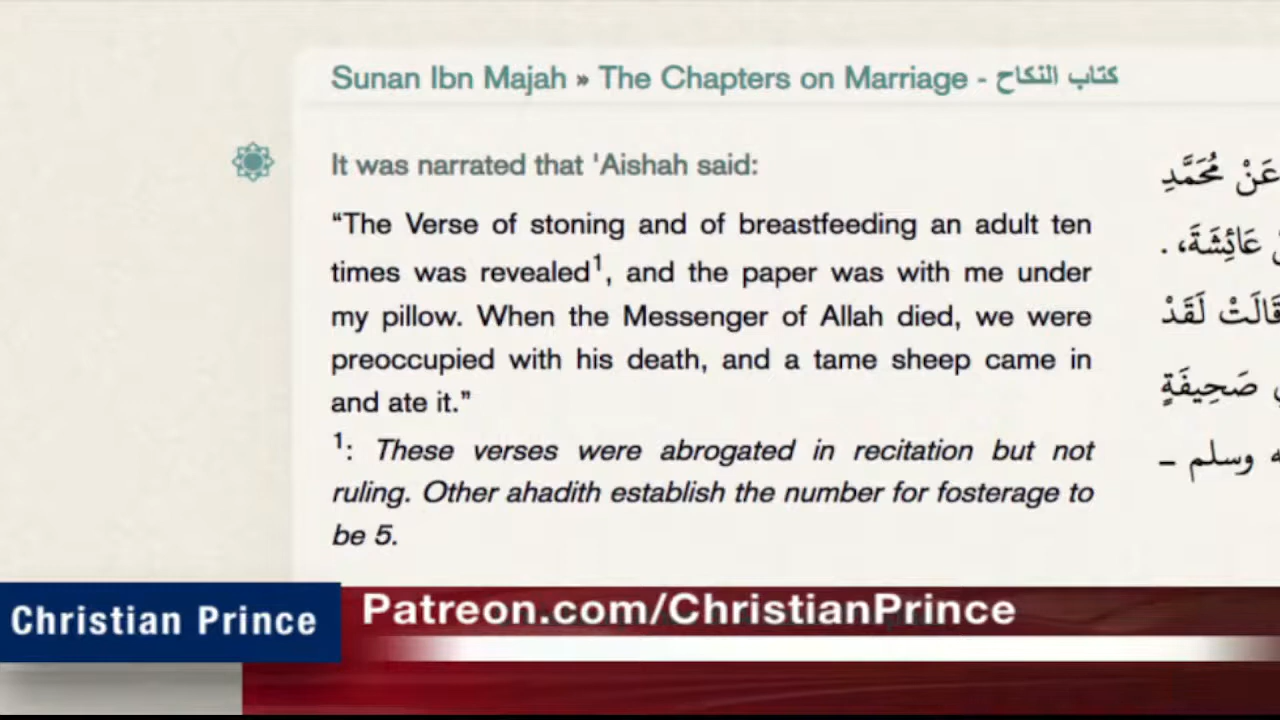 Sunan Ibn Majah » The Chapters on Marriage - كتاب النكاح
It was narrated that 'Aishah said:
“The Verse of stoning and of breastfeeding an adult ten
times was revealed¹, and the paper was with me under
my pillow. When the Messenger of Allah died, we were
preoccupied with his death, and a tame sheep came in
and ate it.”
¹: These verses were abrogated in recitation but not
ruling. Other ahadith establish the number for fosterage to
be 5.
عَنْ مُحَمَّدِ
عَائِشَةَ، .
قَالَتْ لَقَدْ
صَحِيفَةٍ
وسلم ـ
Christian Prince
Patreon.com/ChristianPrince